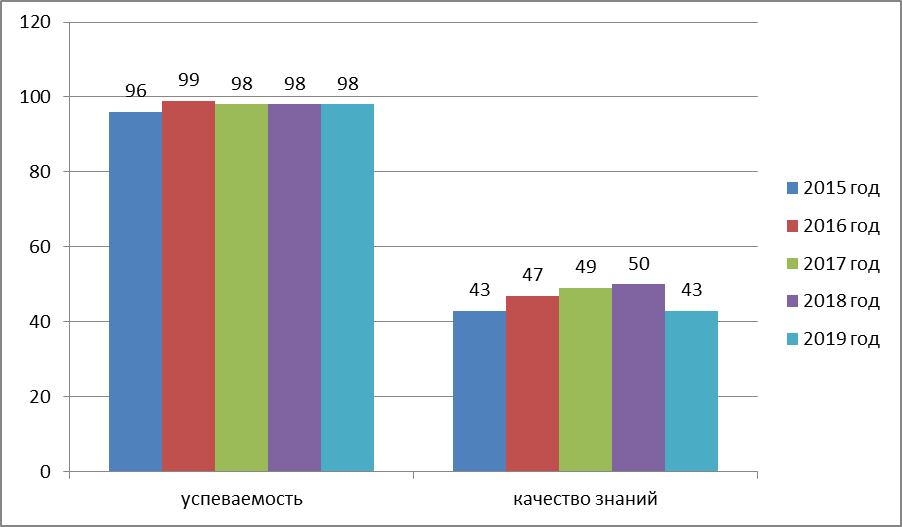 120
100
80
60
40
20
0
96
99
98
98
98
43
47
49
50
43
успеваемость
качество знаний
2015 год
2016 год
2017 год
2018 год
2019 год